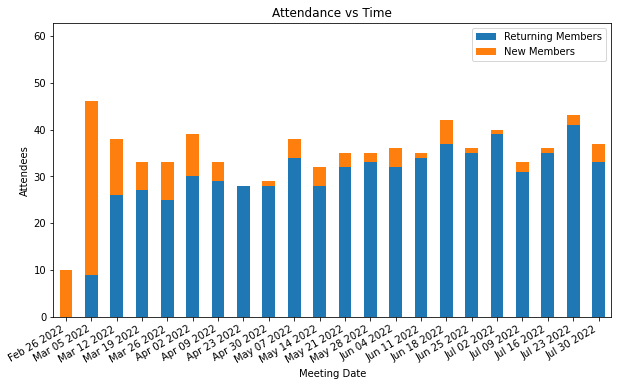 Attendance vs Time
Returning Members
New Members
60
50
40
30
20
10
0
Attendees
Feb 26 2022
Mar 05 2022
Mar 12 2022
Mar 19 2022
Mar 26 2022
Apr 02 2022
Apr 09 2022
Apr 23 2022
Apr 30 2022
May 07 2022
May 14 2022
May 21 2022
May 28 2022
Jun 04 2022
Jun 11 2022
Jun 18 2022
Jun 25 2022
Jul 02 2022
Jul 09 2022
Jul 16 2022
Jul 23 2022
Jul 30 2022
Meeting Date